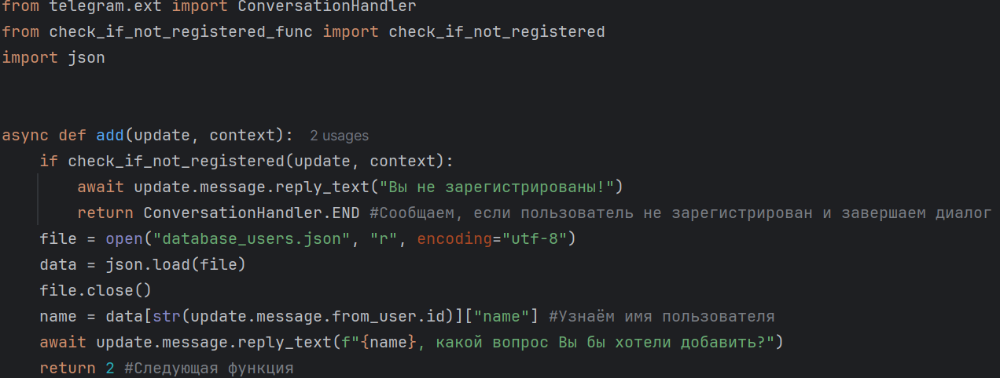 from telegram.ext import ConversationHandler
from check_if_not_registered_func import check_if_not_registered
import json
async def add(update, context): 2 usages
    if check_if_not_registered(update, context):
        await update.message.reply_text("Вы не зарегистрированы!")
        return ConversationHandler.END #Сообщаем, если пользователь не зарегистрирован и завершаем диалог
    file = open("database_users.json", "r", encoding="utf-8")
    data = json.load(file)
    file.close()
    name = data[str(update.message.from_user.id)]["name"] #Узнаём имя пользователя
    await update.message.reply_text(f"{name}, какой вопрос Вы бы хотели добавить?")
    return 2 #Следующая функция